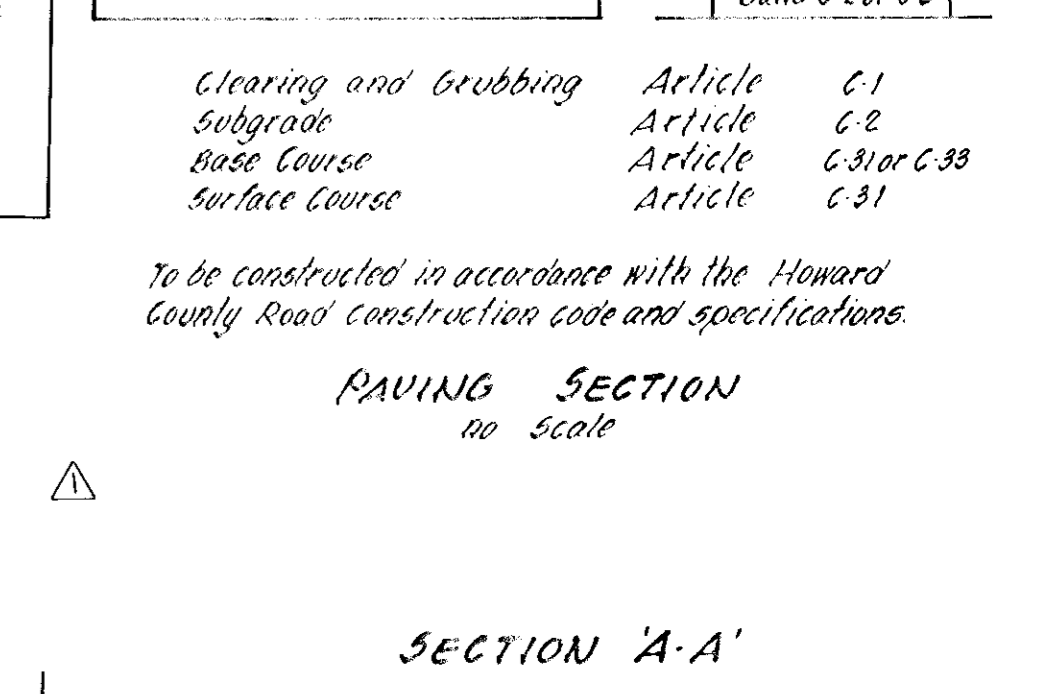 Clearing and Grubbing Article C-1
Subgrade Article C-2
Base Course Article C-31 or C-33
Surface Course Article C-31
To be constructed in accordance with the Howard
County Road Construction code and specifications.
PAVING SECTION
no Scale
1
SECTION 'A-A'